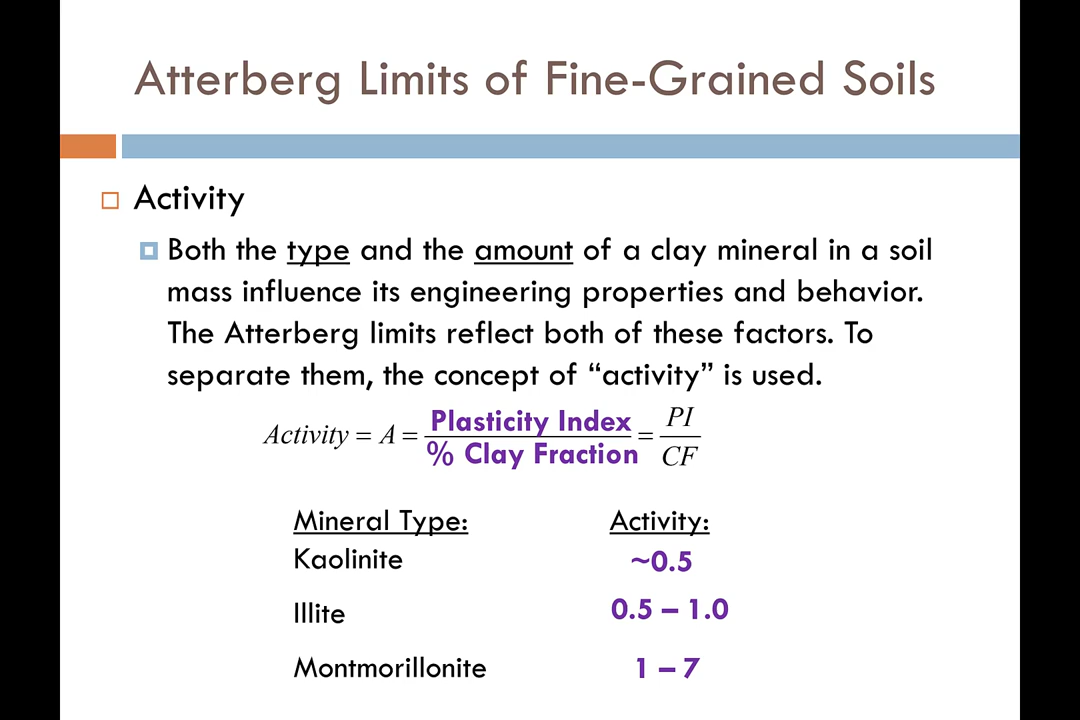 Atterberg Limits of Fine-Grained Soils
Activity
Both the type and the amount of a clay mineral in a soil
mass influence its engineering properties and behavior.
The Atterberg limits reflect both of these factors. To
separate them, the concept of “activity” is used.
Activity = A = Plasticity Index / % Clay Fraction = PI / CF
Mineral Type: Activity:
Kaolinite ~0.5
Illite 0.5 – 1.0
Montmorillonite 1 – 7